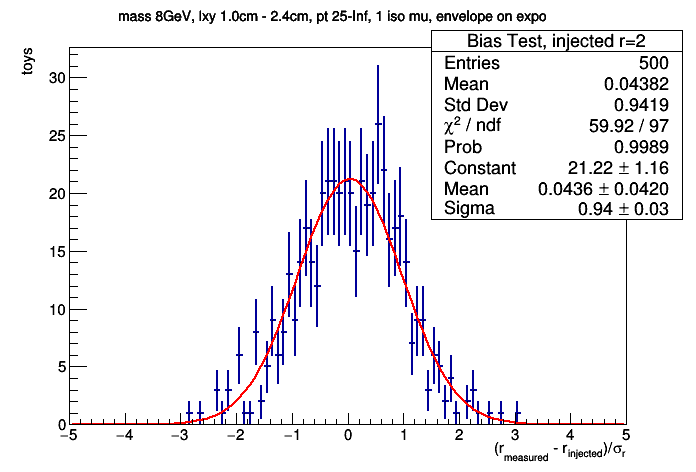 mass 8GeV, lxy 1.0cm - 2.4cm, pt 25-Inf, 1 iso mu, envelope on expo
Bias Test, injected r=2
Entries 500
Mean 0.04382
Std Dev 0.9419
χ² / ndf 59.92 / 97
Prob 0.9989
Constant 21.22 ± 1.16
Mean 0.0436 ± 0.0420
Sigma 0.94 ± 0.03
toys
30
25
20
15
10
5
0
−5 −4 −3 −2 −1 0 1 2 3 4 5
(r_measured - r_injected)/σ_r